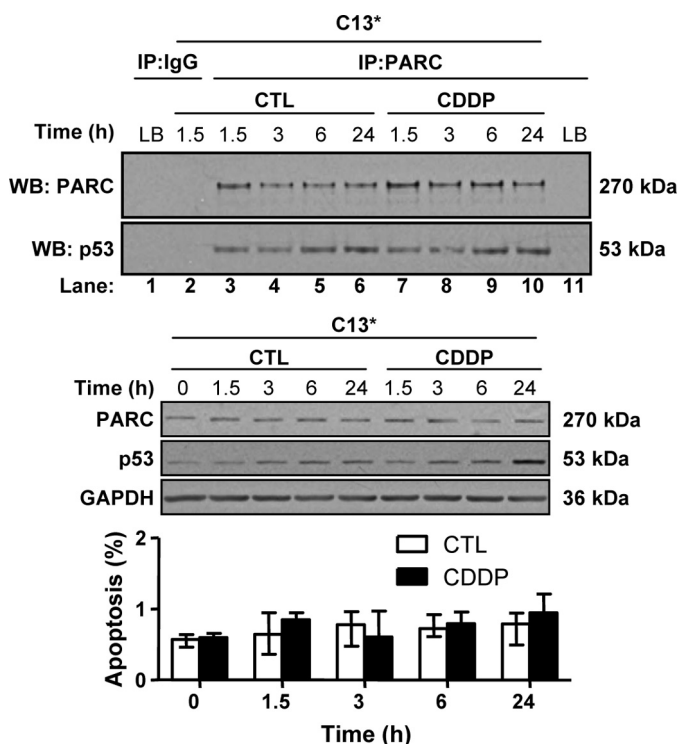 C13*
IP:IgG IP:PARC
CTL CDDP
Time (h) LB 1.5 1.5 3 6 24 1.5 3 6 24 LB
WB: PARC 270 kDa
WB: p53 53 kDa
Lane: 1 2 3 4 5 6 7 8 9 10 11
C13*
CTL CDDP
Time (h) 0 1.5 3 6 24 1.5 3 6 24
PARC 270 kDa
p53 53 kDa
GAPDH 36 kDa
2
CTL
CDDP
1
Apoptosis (%)
0
0 1.5 3 6 24
Time (h)